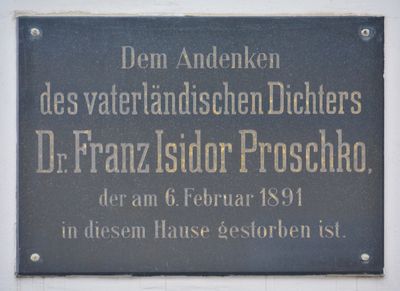 Dem Andenken
des vaterländischen Dichters
Dr. Franz Isidor Proschko,
der am 6. Februar 1891
in diesem Hause gestorben ist.